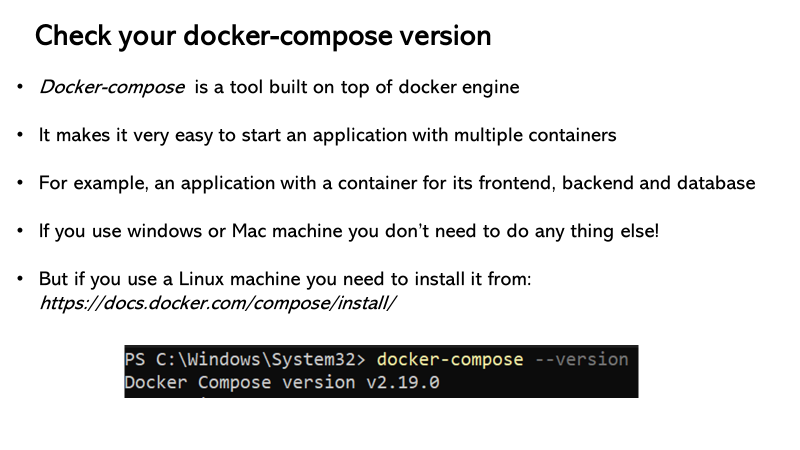 Check your docker-compose version
• Docker-compose is a tool built on top of docker engine
• It makes it very easy to start an application with multiple containers
• For example, an application with a container for its frontend, backend and database
• If you use windows or Mac machine you don't need to do any thing else!
• But if you use a Linux machine you need to install it from:
https://docs.docker.com/compose/install/
PS C:\Windows\System32> docker-compose --version
Docker Compose version v2.19.0